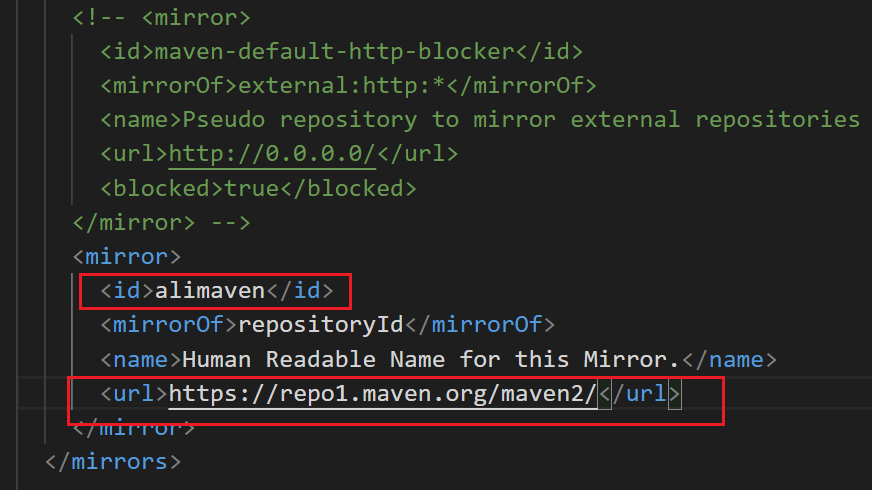 <!-- <mirror>
<id>maven-default-http-blocker</id>
<mirrorOf>external:http:*</mirrorOf>
<name>Pseudo repository to mirror external repositories
<url>http://0.0.0.0/</url>
<blocked>true</blocked>
</mirror> -->
<mirror>
<id>alimaven</id>
<mirrorOf>repositoryId</mirrorOf>
<name>Human Readable Name for this Mirror.</name>
<url>https://repo1.maven.org/maven2/</url>
</mirror>
</mirrors>